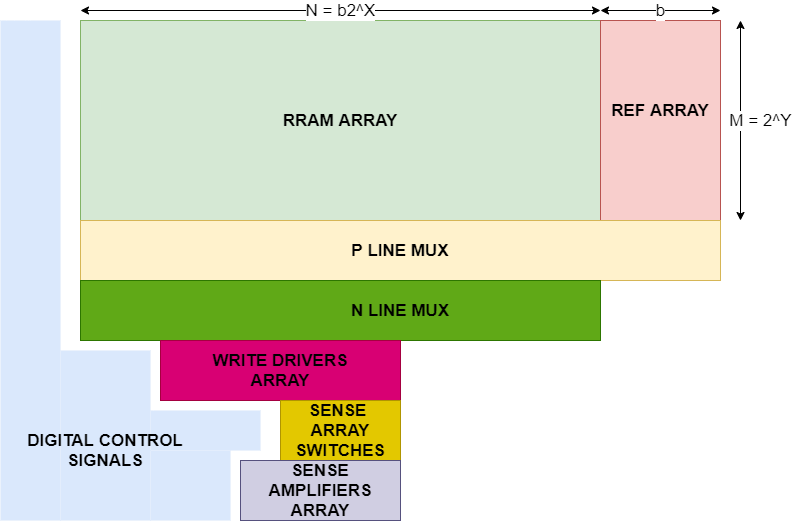 N = b2^X
b
RRAM ARRAY
REF ARRAY
M = 2^Y
P LINE MUX
N LINE MUX
WRITE DRIVERS
ARRAY
SENSE
ARRAY
SWITCHES
DIGITAL CONTROL
SIGNALS
SENSE
AMPLIFIERS
ARRAY